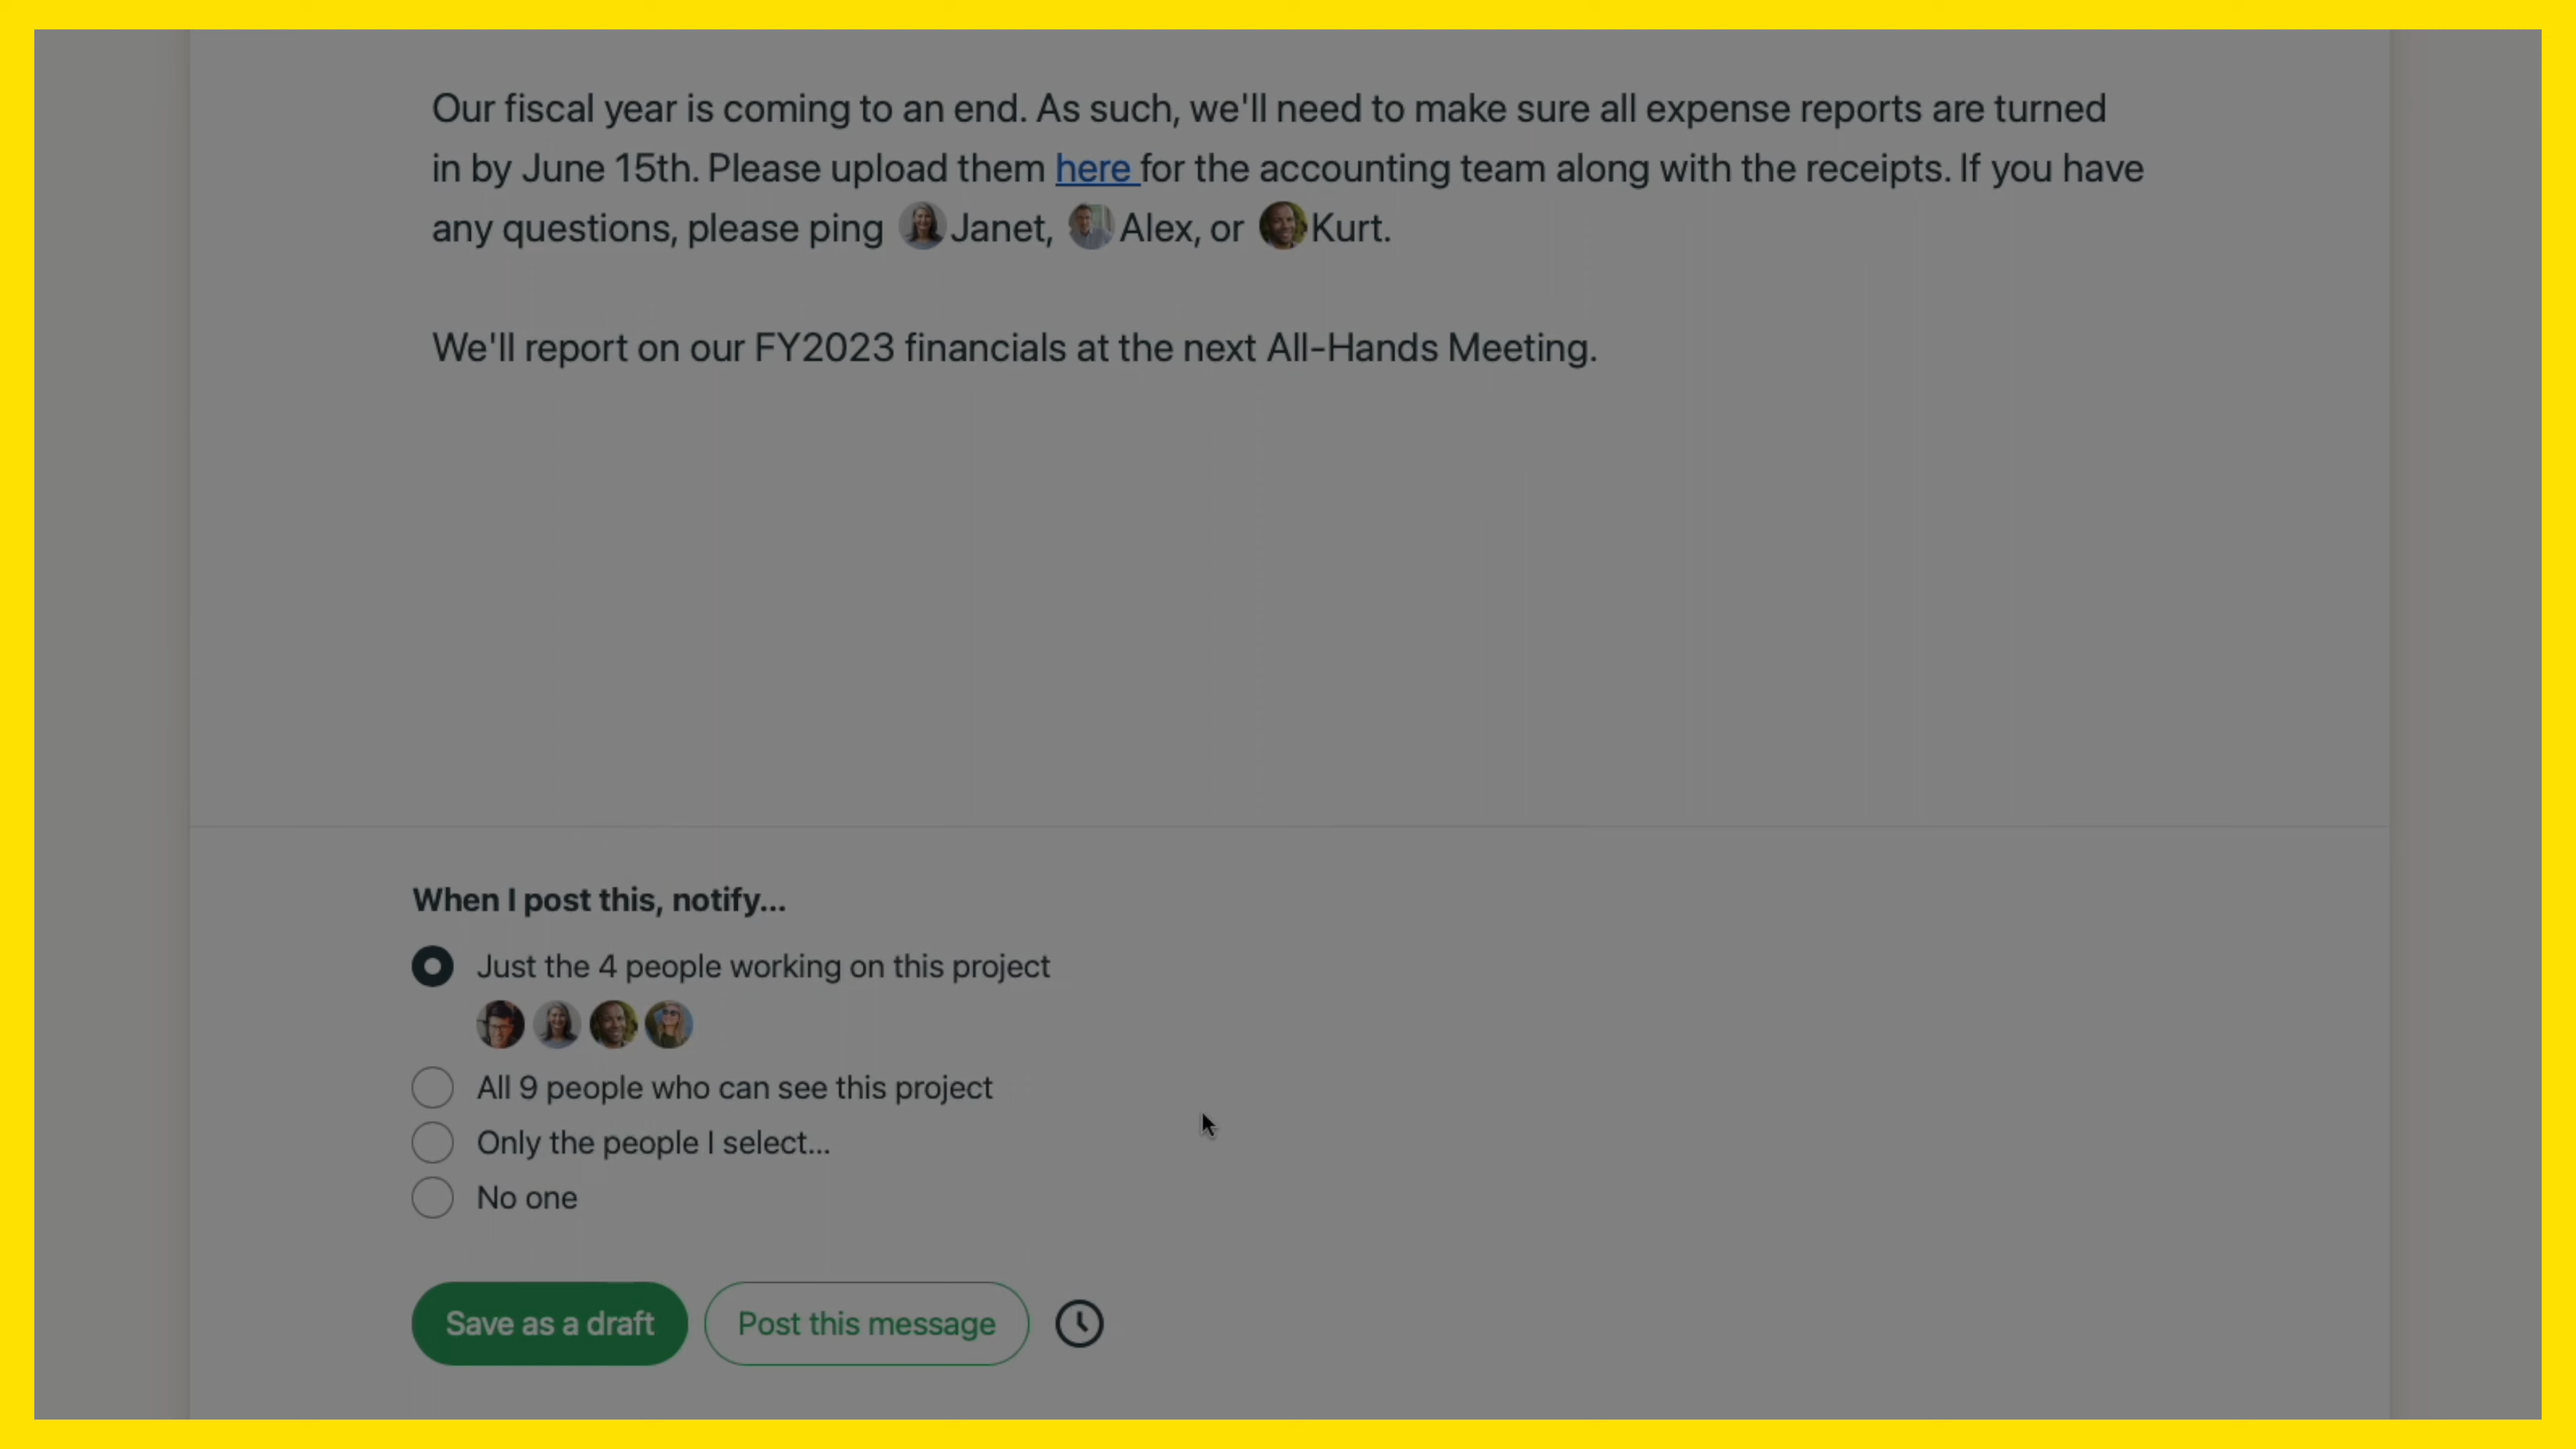 Our fiscal year is coming to an end. As such, we'll need to make sure all expense reports are turned
in by June 15th. Please upload them here for the accounting team along with the receipts. If you have
any questions, please ping Janet, Alex, or Kurt.
We'll report on our FY2023 financials at the next All-Hands Meeting.
When I post this, notify...
Just the 4 people working on this project
All 9 people who can see this project
Only the people I select...
No one
Save as a draft Post this message